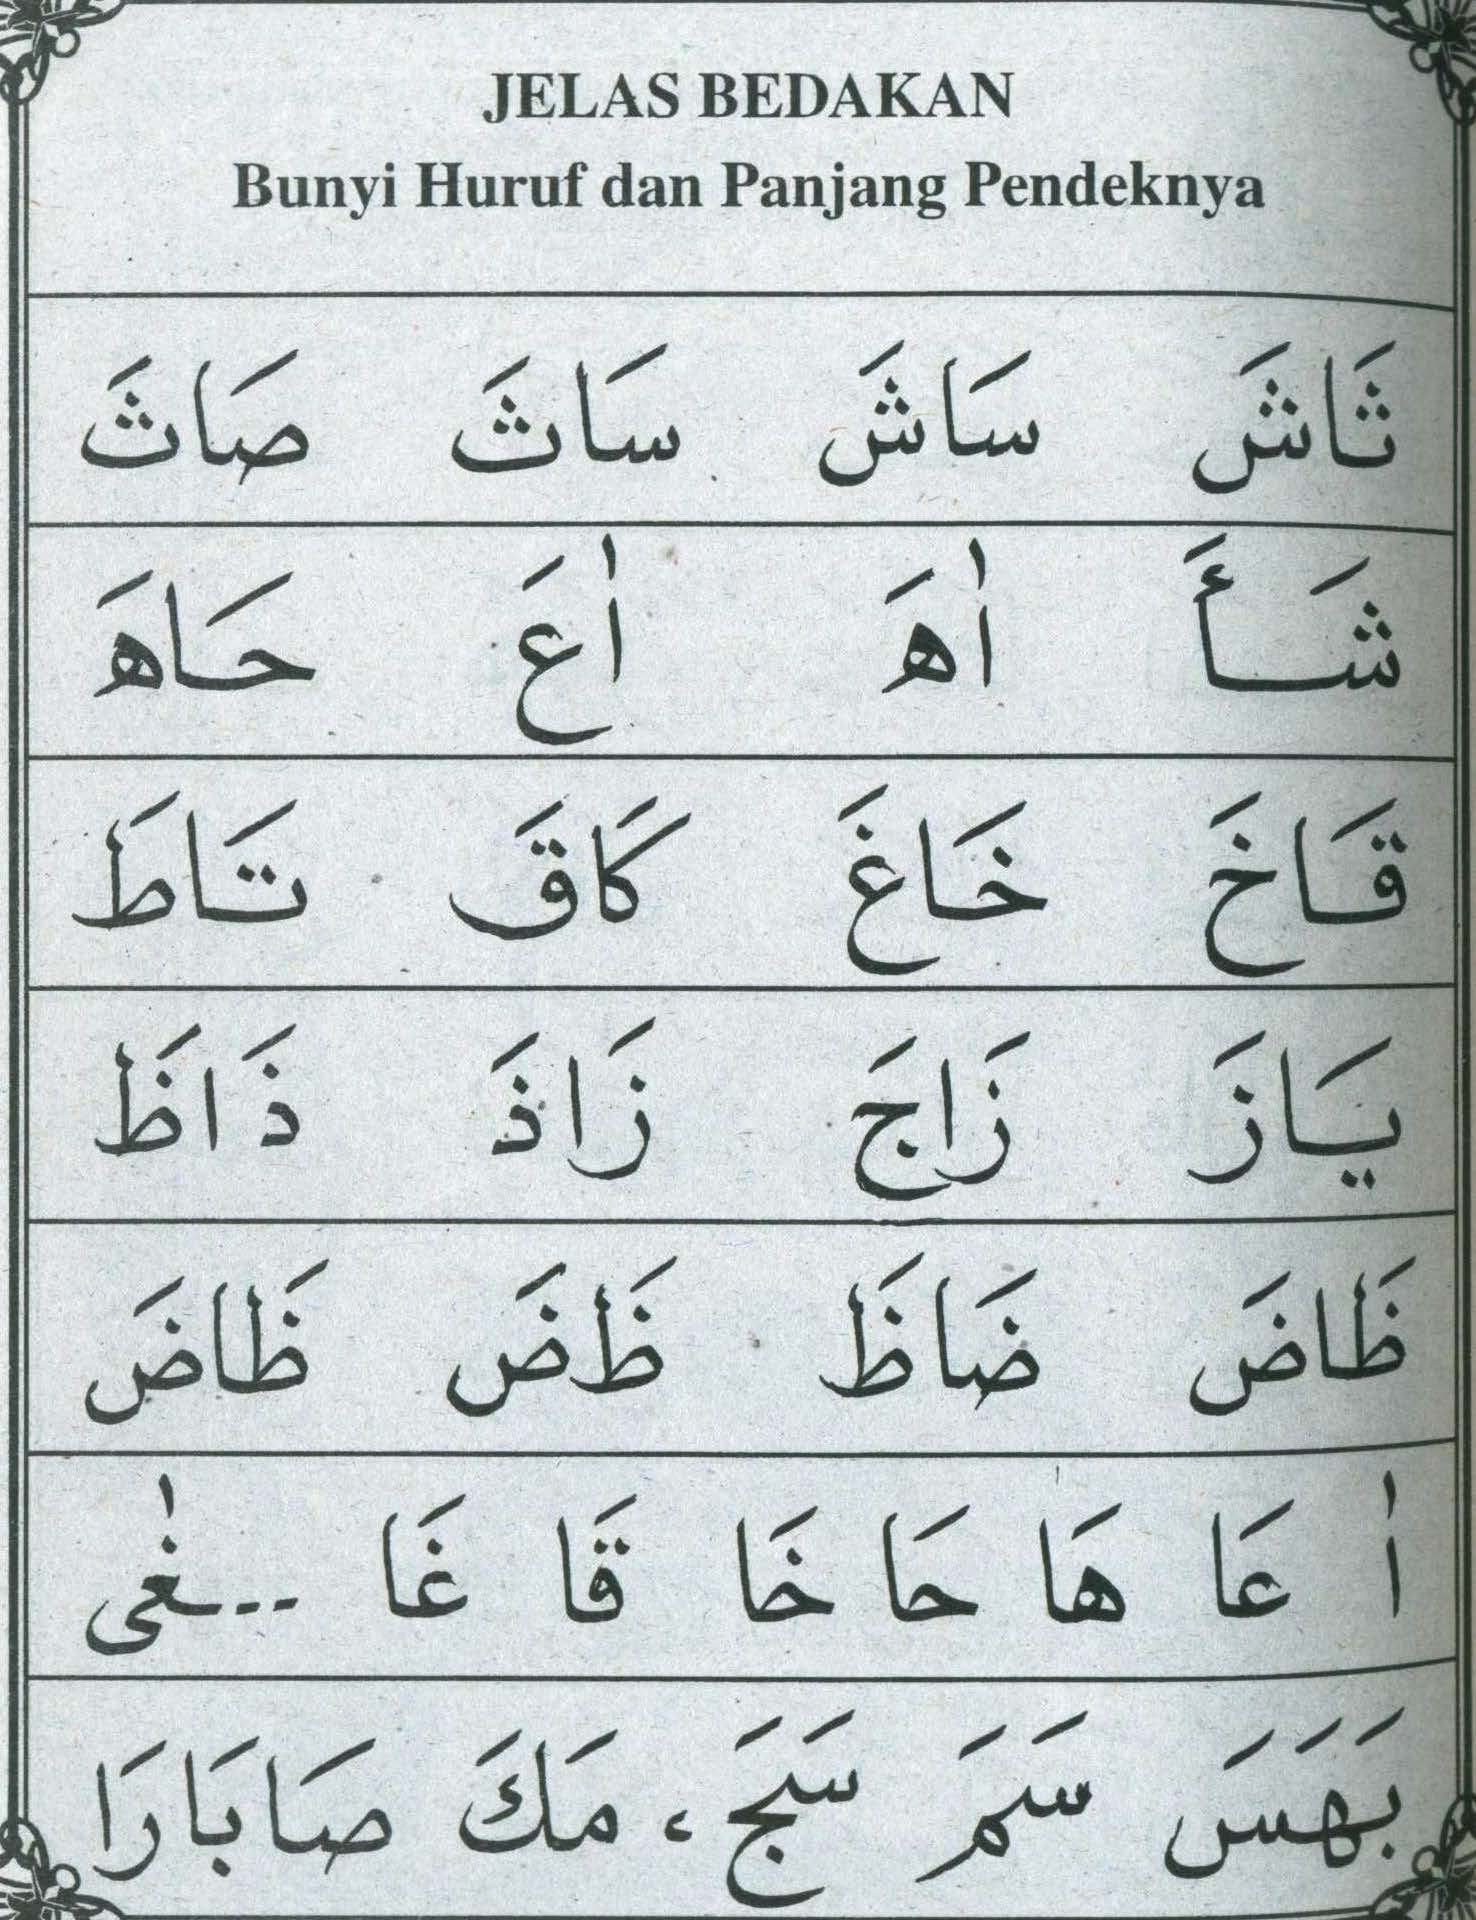 JELAS BEDAKAN
Bunyi Huruf dan Panjang Pendeknya
ثَاشَ سَاشَ سَاثَ صَاثَ
شَأَ اٰهَ اٰعَ حَاهَ
قَاخَ خَاغَ كَاقَ تَاطَ
يَازَ زَاجَ زَاذَ ذَاظَ
ظَاضَ ضَاظَ ظَضَ ظَاضَ
اٰ عَا هَا حَا خَا قَا غَا --ـغٰى
بَهَسَ سَمَ سَجَ، مَكَ صَابَارَا